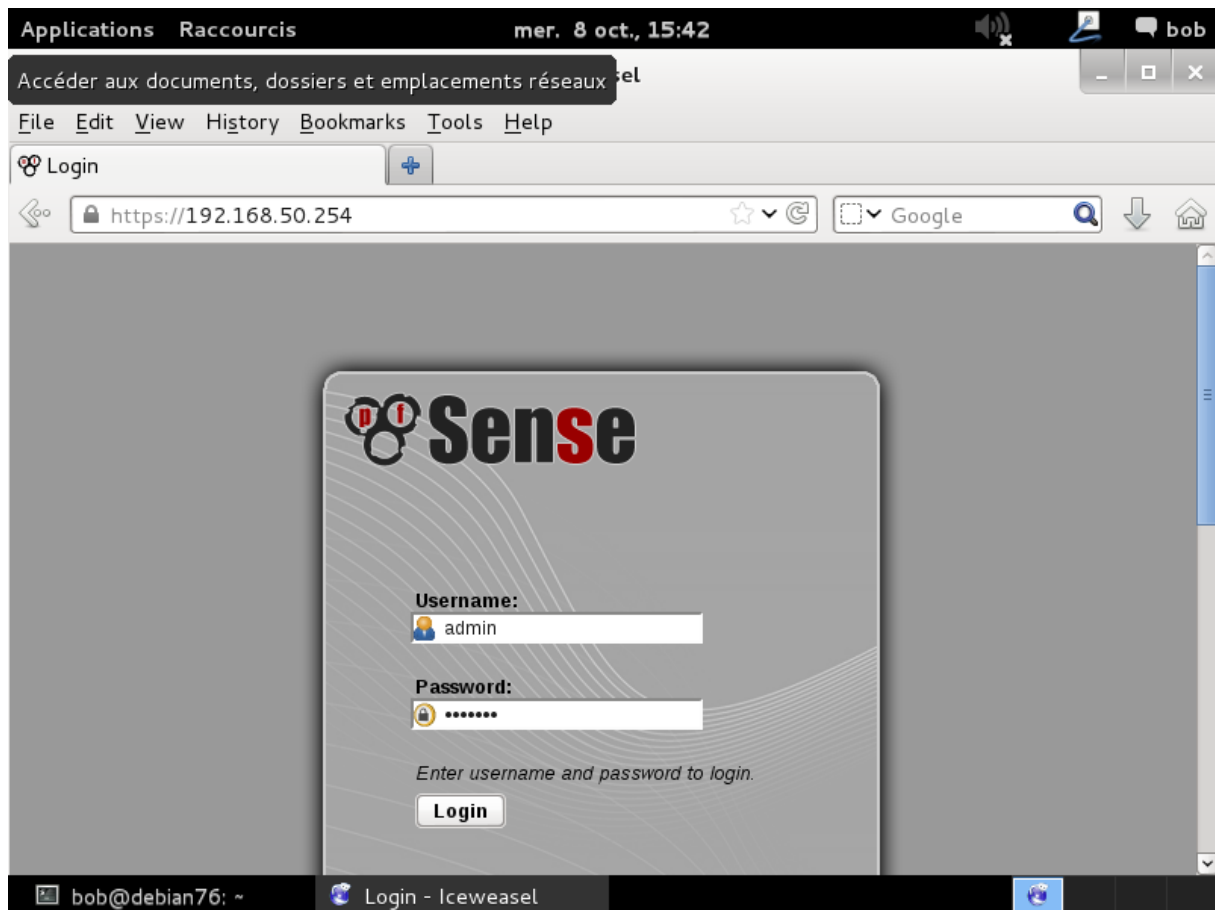 Applications Raccourcis mer. 8 oct., 15:42 bob
Accéder aux documents, dossiers et emplacements réseaux
File Edit View History Bookmarks Tools Help
Login
https://192.168.50.254 Google
pf Sense
Username:
admin
Password:
•••••••
Enter username and password to login.
Login
bob@debian76: ~ Login - Iceweasel